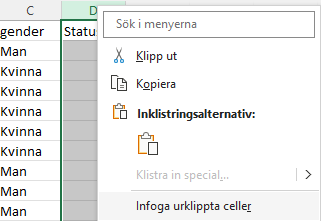 C D
gender Status
Man
Kvinna
Kvinna
Kvinna
Kvinna
Kvinna
Man
Man
Man
Sök i menyerna
Klipp ut
Kopiera
Inklistringsalternativ:
Klistra in special...
Infoga urklippta celler